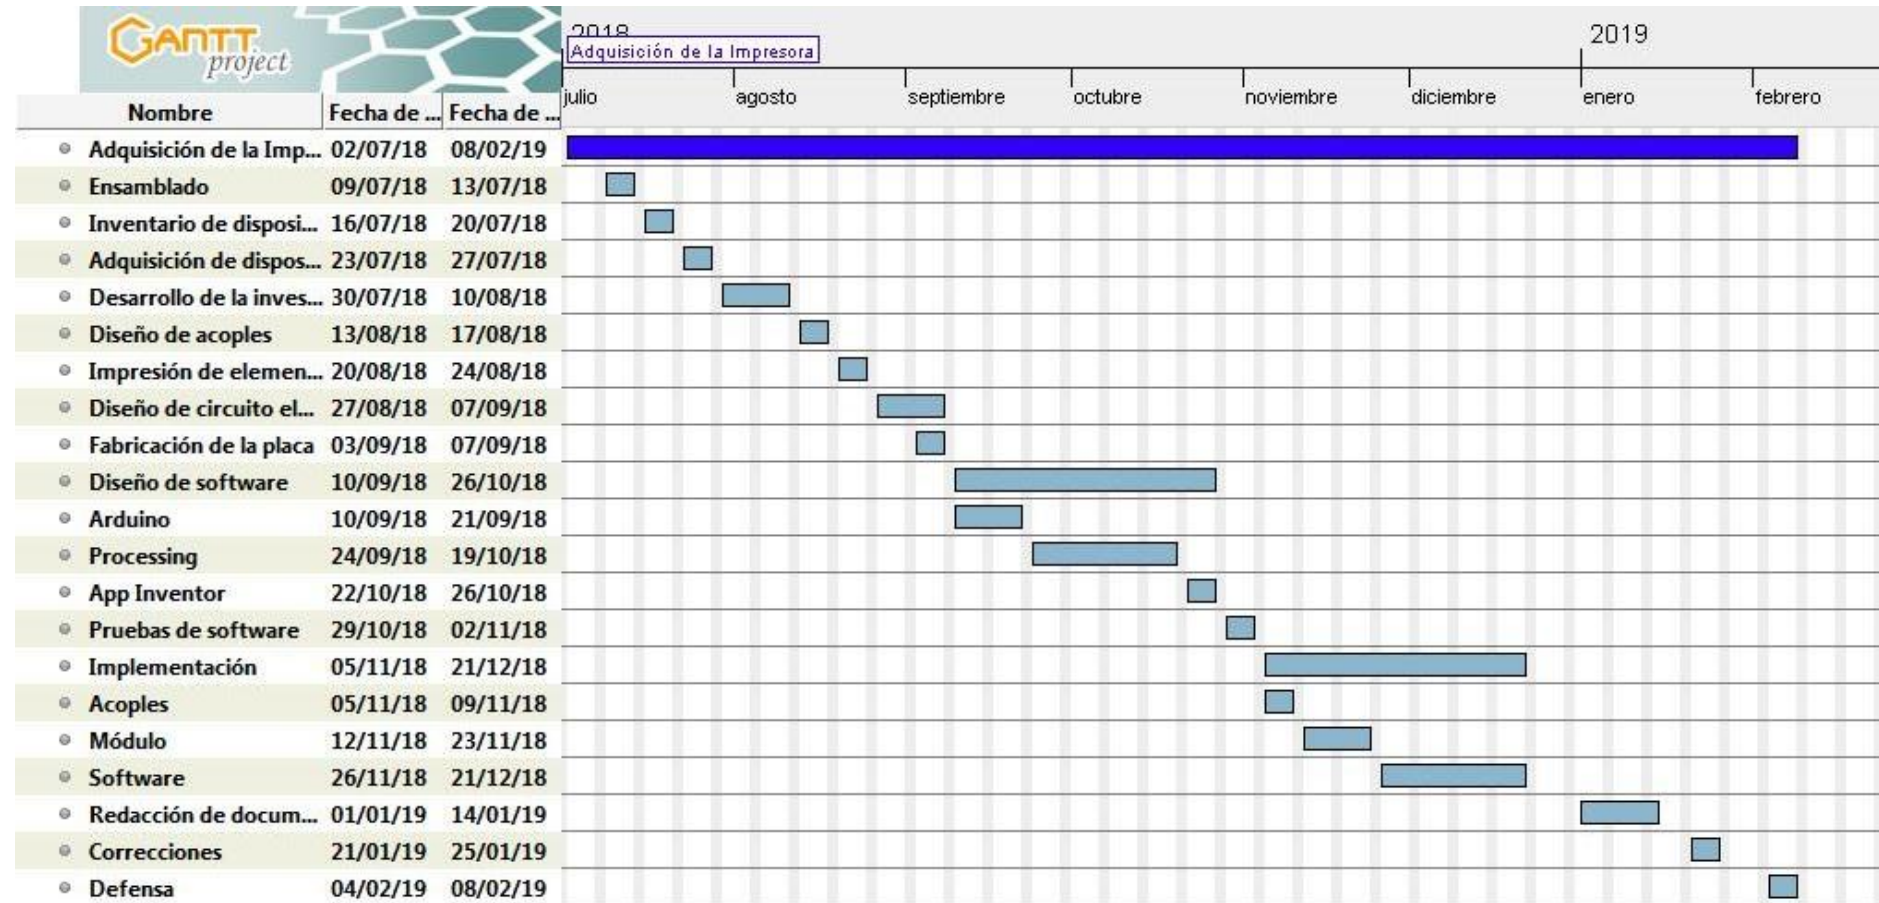 GANTT
project
2018
2019
Adquisición de la Impresora
julio agosto septiembre octubre noviembre diciembre enero febrero
Nombre Fecha de ... Fecha de ...
Adquisición de la Imp... 02/07/18 08/02/19
Ensamblado 09/07/18 13/07/18
Inventario de disposi... 16/07/18 20/07/18
Adquisición de dispos... 23/07/18 27/07/18
Desarrollo de la inves... 30/07/18 10/08/18
Diseño de acoples 13/08/18 17/08/18
Impresión de elemen... 20/08/18 24/08/18
Diseño de circuito el... 27/08/18 07/09/18
Fabricación de la placa 03/09/18 07/09/18
Diseño de software 10/09/18 26/10/18
Arduino 10/09/18 21/09/18
Processing 24/09/18 19/10/18
App Inventor 22/10/18 26/10/18
Pruebas de software 29/10/18 02/11/18
Implementación 05/11/18 21/12/18
Acoples 05/11/18 09/11/18
Módulo 12/11/18 23/11/18
Software 26/11/18 21/12/18
Redacción de docum... 01/01/19 14/01/19
Correcciones 21/01/19 25/01/19
Defensa 04/02/19 08/02/19